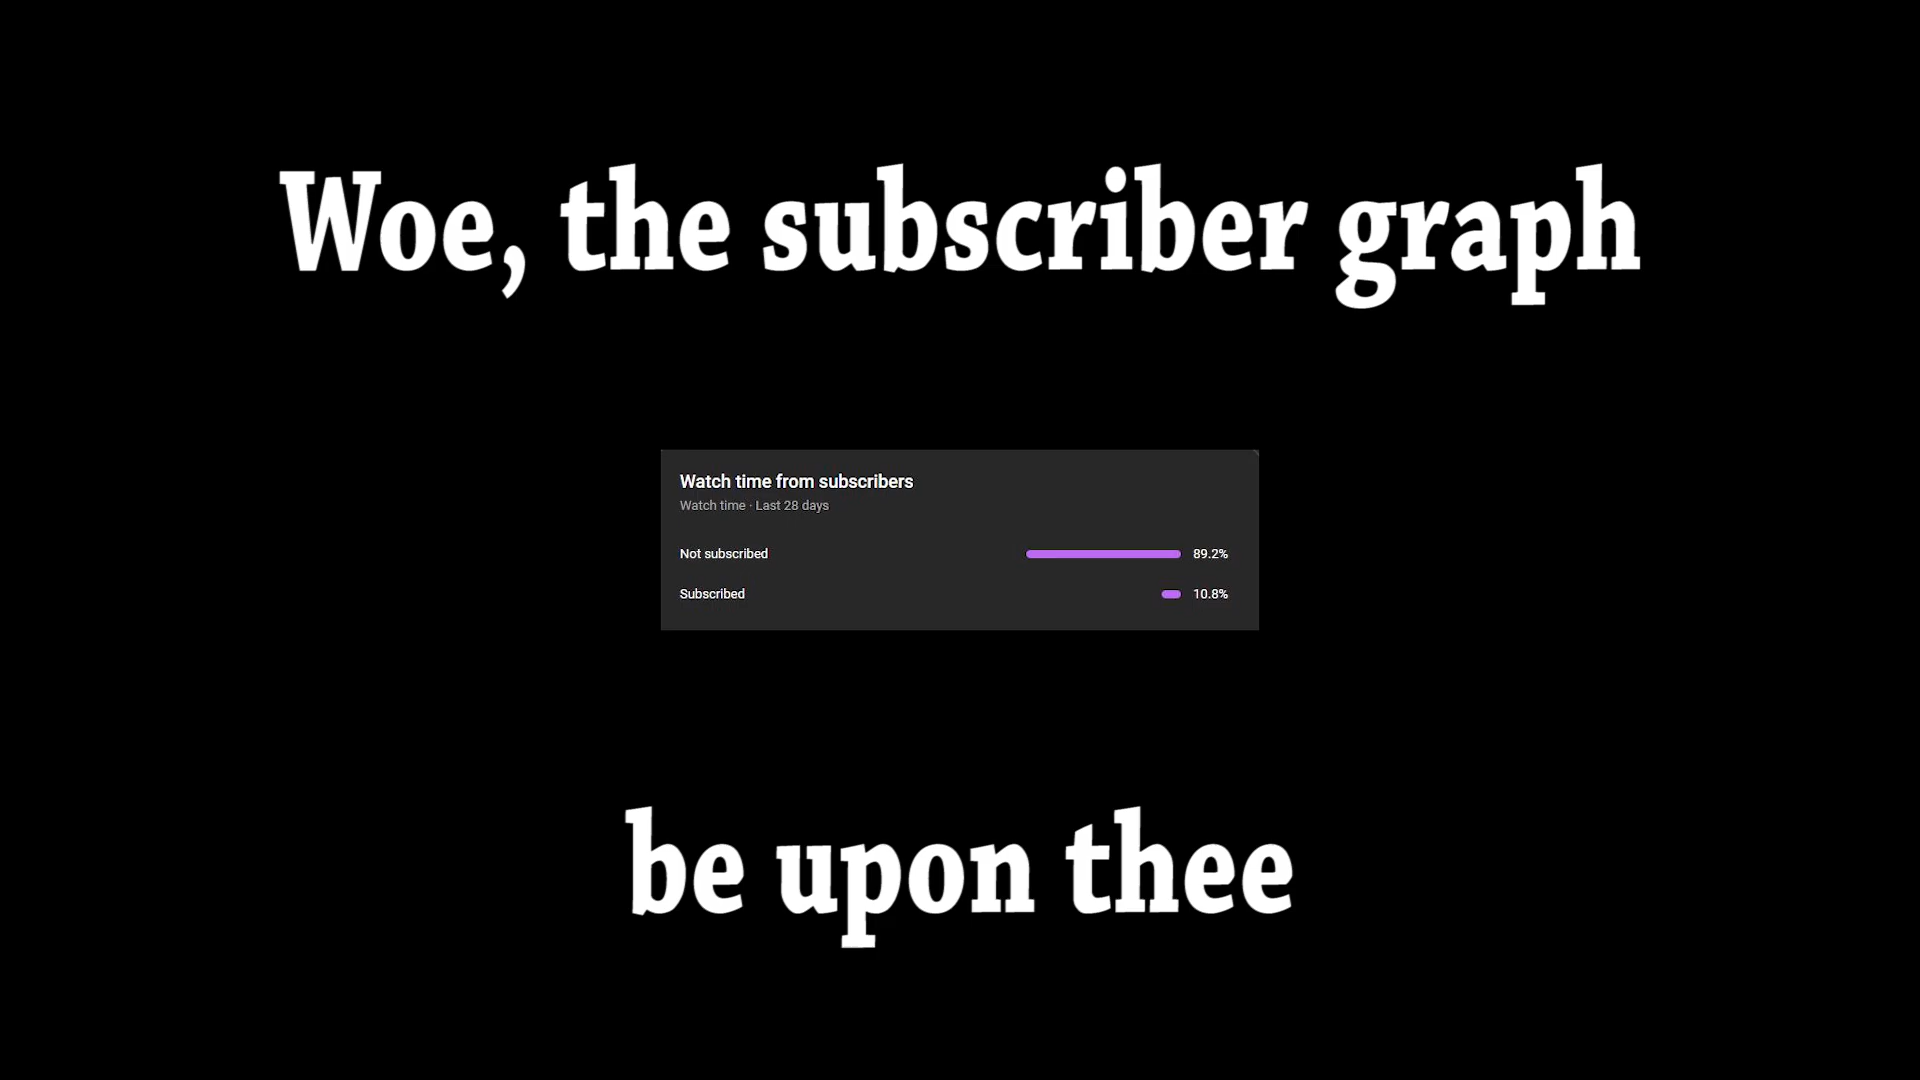 Woe, the subscriber graph
Watch time from subscribers
Watch time · Last 28 days
Not subscribed 89.2%
Subscribed 10.8%
be upon thee